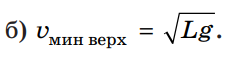 б) v_мин верх = √Lg.